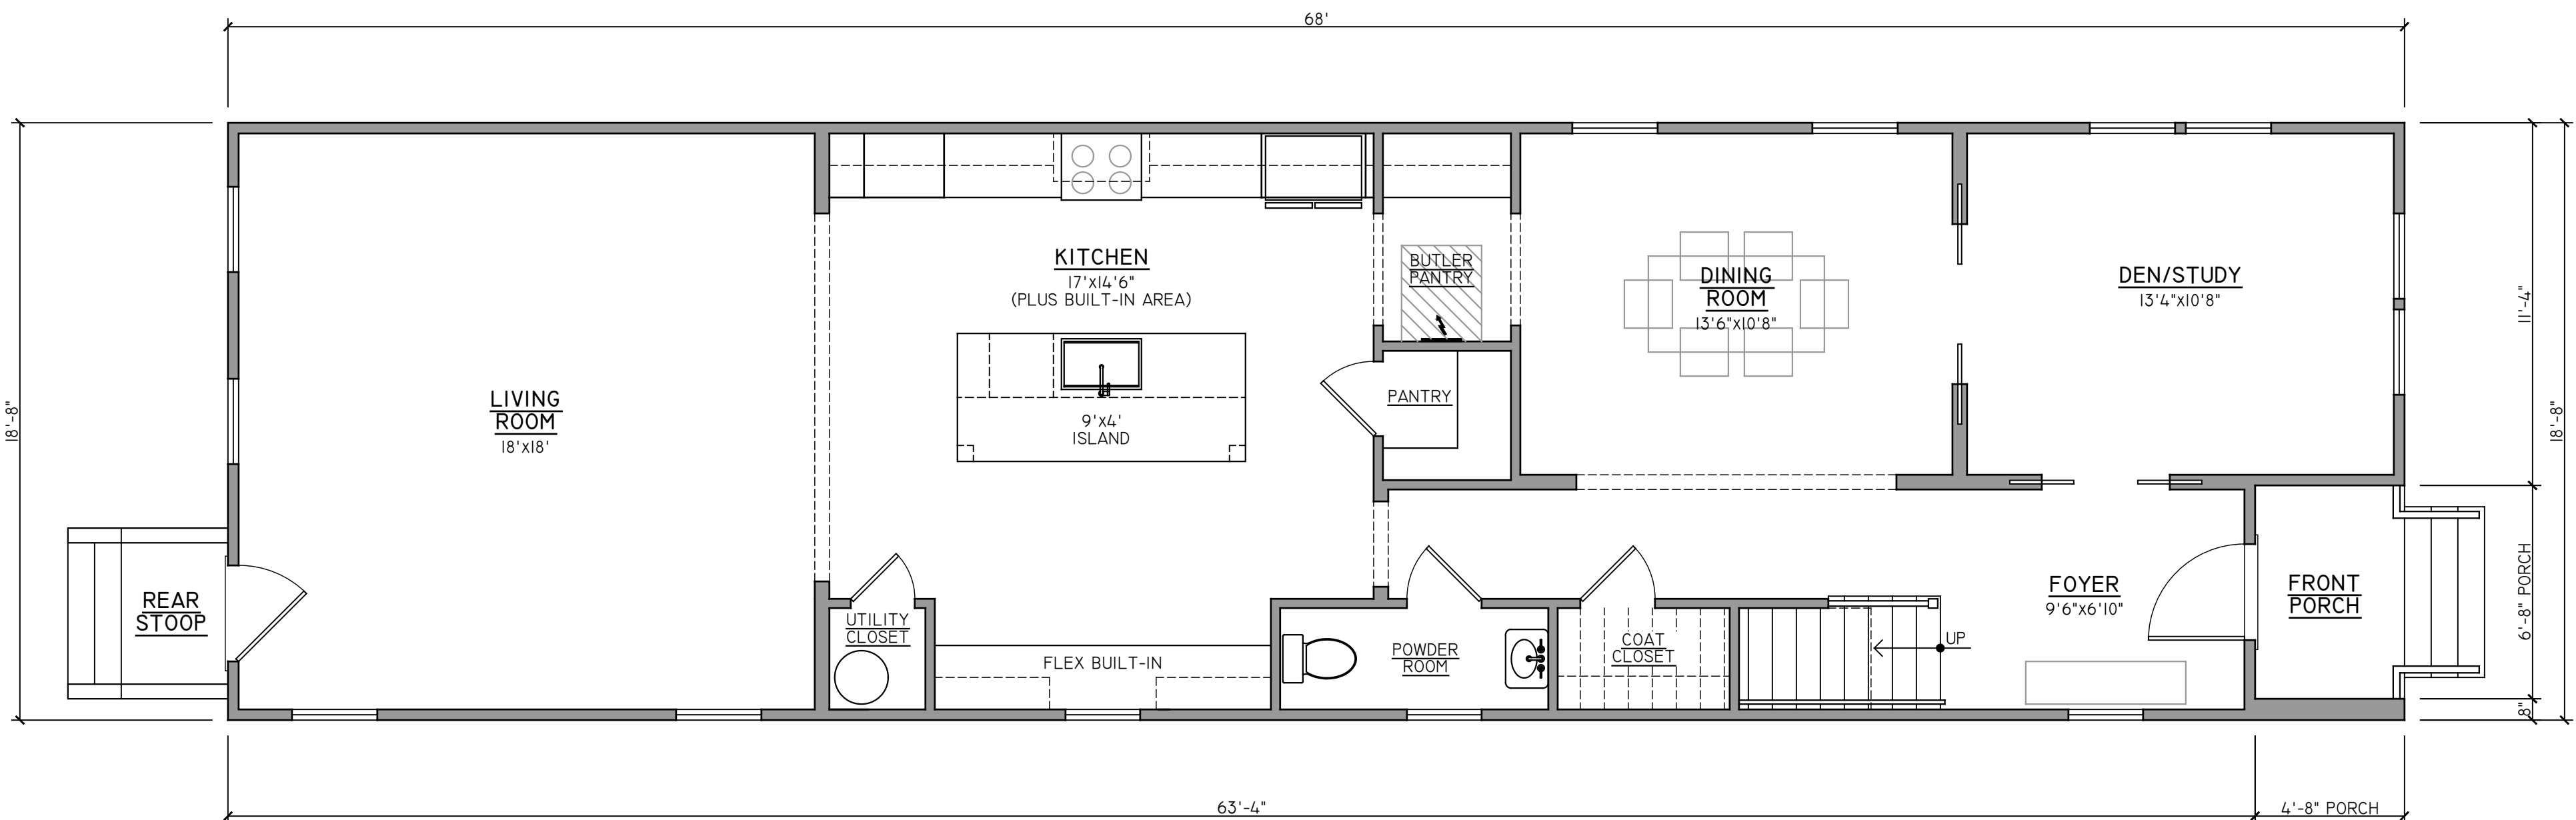 68'
KITCHEN
17'x14'6"
(PLUS BUILT-IN AREA)
BUTLER
PANTRY
DINING
ROOM
13'6"x10'8"
DEN/STUDY
13'4"x10'8"
11'-4"
18'-8"
18'-8"
LIVING
ROOM
18'x18'
9'x4'
ISLAND
PANTRY
REAR
STOOP
UTILITY
CLOSET
FLEX BUILT-IN
POWDER
ROOM
COAT
CLOSET
UP
FOYER
9'6"x6'10"
FRONT
PORCH
6'-8" PORCH
8"
63'-4"
4'-8" PORCH